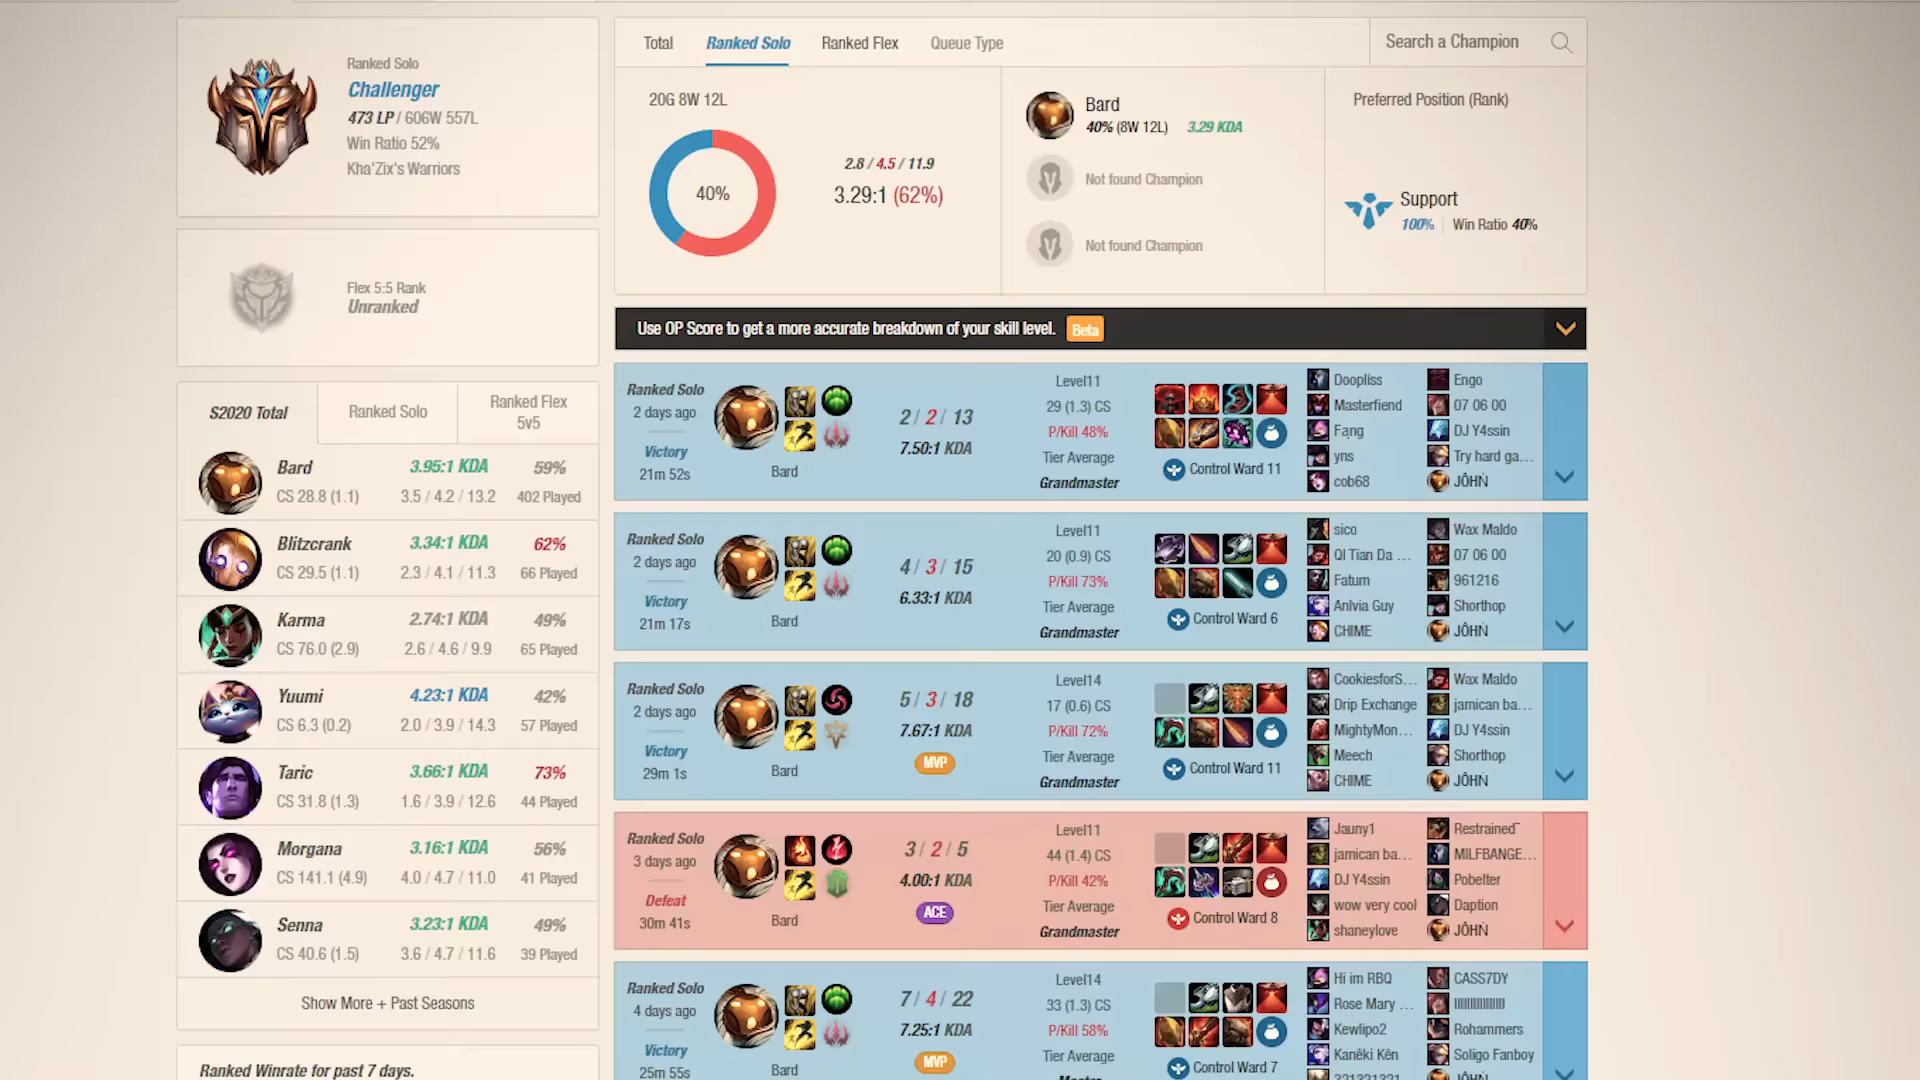 Ranked Solo
Challenger
473 LP / 606W 557L
Win Ratio 52%
Kha'Zix's Warriors
Flex 5:5 Rank
Unranked
S2020 Total
Ranked Solo
Ranked Flex
5v5
Bard 3.95:1 KDA 59%
CS 28.8 (1.1) 3.5 / 4.2 / 13.2 402 Played
Blitzcrank 3.34:1 KDA 62%
CS 29.5 (1.1) 2.3 / 4.1 / 11.3 66 Played
Karma 2.74:1 KDA 49%
CS 76.0 (2.9) 2.6 / 4.6 / 9.9 65 Played
Yuumi 4.23:1 KDA 42%
CS 6.3 (0.2) 2.0 / 3.9 / 14.3 57 Played
Taric 3.66:1 KDA 73%
CS 31.8 (1.3) 1.6 / 3.9 / 12.6 44 Played
Morgana 3.16:1 KDA 56%
CS 141.1 (4.9) 4.0 / 4.7 / 11.0 41 Played
Senna 3.23:1 KDA 49%
CS 40.6 (1.5) 3.6 / 4.7 / 11.6 39 Played
Show More + Past Seasons
Ranked Winrate for past 7 days.
Total Ranked Solo Ranked Flex Queue Type Search a Champion
20G 8W 12L
40%
2.8 / 4.5 / 11.9
3.29:1 (62%)
Bard
40% (8W 12L) 3.29 KDA
Not found Champion
Not found Champion
Preferred Position (Rank)
Support
100% Win Ratio 40%
Use OP Score to get a more accurate breakdown of your skill level. Beta
Ranked Solo
2 days ago
Victory
21m 52s
Bard
2 / 2 / 13
7.50:1 KDA
Level11
29 (1.3) CS
P/Kill 48%
Tier Average
Grandmaster
Control Ward 11
Doopliss Engo
Masterfiend 07 06 00
Fang DJ Y4ssin
yns Try hard ga...
cob68 JÔHN
Ranked Solo
2 days ago
Victory
21m 17s
Bard
4 / 3 / 15
6.33:1 KDA
Level11
20 (0.9) CS
P/Kill 73%
Tier Average
Grandmaster
Control Ward 6
sico Wax Maldo
QI Tian Da ... 07 06 00
Fatum 961216
Anlvia Guy Shorthop
CHIME JÔHN
Ranked Solo
2 days ago
Victory
29m 1s
Bard
5 / 3 / 18
7.67:1 KDA
MVP
Level14
17 (0.6) CS
P/Kill 72%
Tier Average
Grandmaster
Control Ward 11
CookiesforS... Wax Maldo
Drip Exchange jamican ba...
MightyMon... DJ Y4ssin
Meech Shorthop
CHIME JÔHN
Ranked Solo
3 days ago
Defeat
30m 41s
Bard
3 / 2 / 5
4.00:1 KDA
ACE
Level11
44 (1.4) CS
P/Kill 42%
Tier Average
Grandmaster
Control Ward 8
Jauny1 Restrained
jamican ba... MILFBANGE...
DJ Y4ssin Pobelter
wow very cool Daption
shaneylove JÔHN
Ranked Solo
4 days ago
Victory
25m 55s
Bard
7 / 4 / 22
7.25:1 KDA
MVP
Level14
33 (1.3) CS
P/Kill 58%
Tier Average
Control Ward 7
Hi im RBQ CASS7DY
Rose Mary ...
Kewlipo2 Rohammers
Kanêki Kên Soligo Fanboy